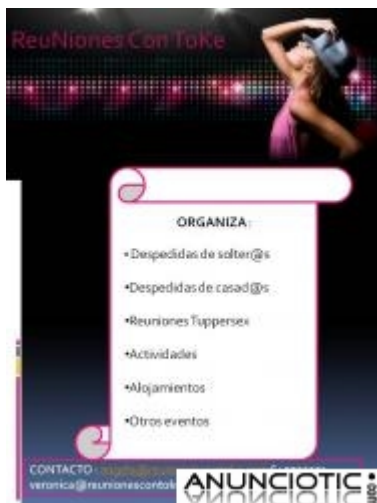 ReuNiones Con ToKe
ORGANIZA:
•Despedidas de solter@s
•Despedidas de casad@s
•Reuniones Tuppersex
•Actividades
•Alojamientos
•Otros eventos
CONTACTO:
veronica@reunionescontoke
ANUNCIOTIC